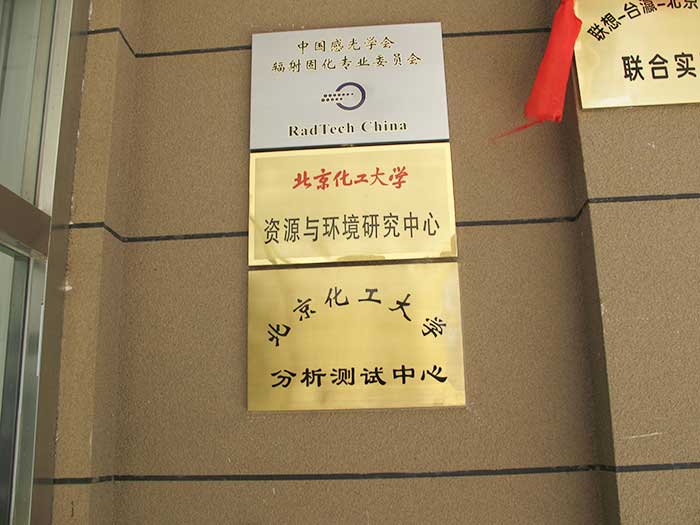 中国感光学会
辐射固化专业委员会
RadTech China
北京化工大学
资源与环境研究中心
北京化工大学
分析测试中心
联想-台瀛-北京
联合实